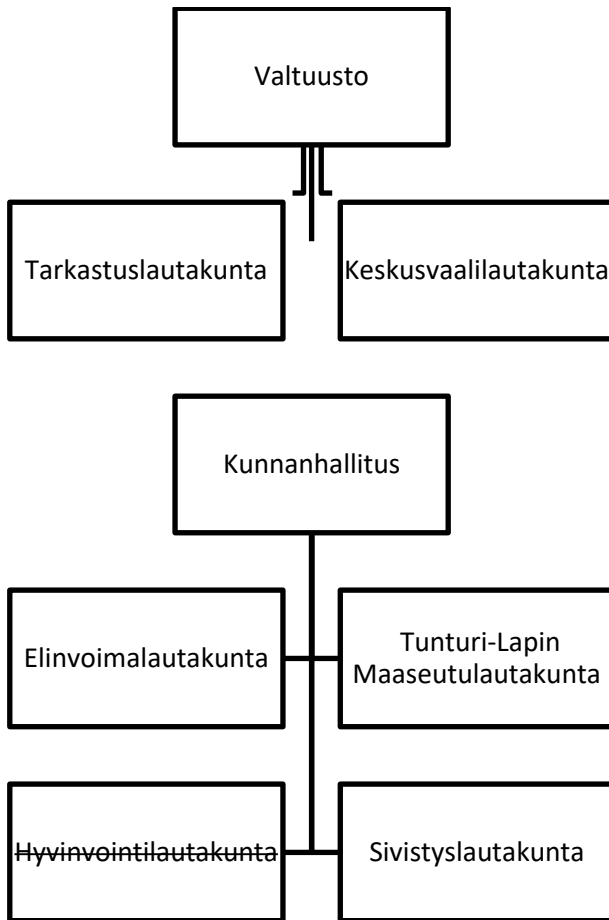 Valtuusto
Tarkastuslautakunta
Keskusvaalilautakunta
Kunnanhallitus
Elinvoimalautakunta
Tunturi-Lapin
Maaseutulautakunta
Hyvinvointilautakunta
Sivistyslautakunta